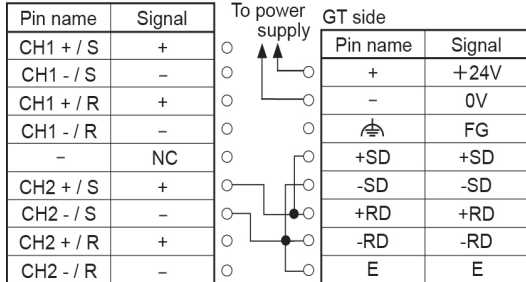 To power
supply
Pin name Signal
CH1 + / S +
CH1 - / S −
CH1 + / R +
CH1 - / R −
− NC
CH2 + / S +
CH2 - / S −
CH2 + / R +
CH2 - / R −
GT side
Pin name Signal
+ +24V
− 0V
FG
+SD +SD
-SD -SD
+RD +RD
-RD -RD
E E